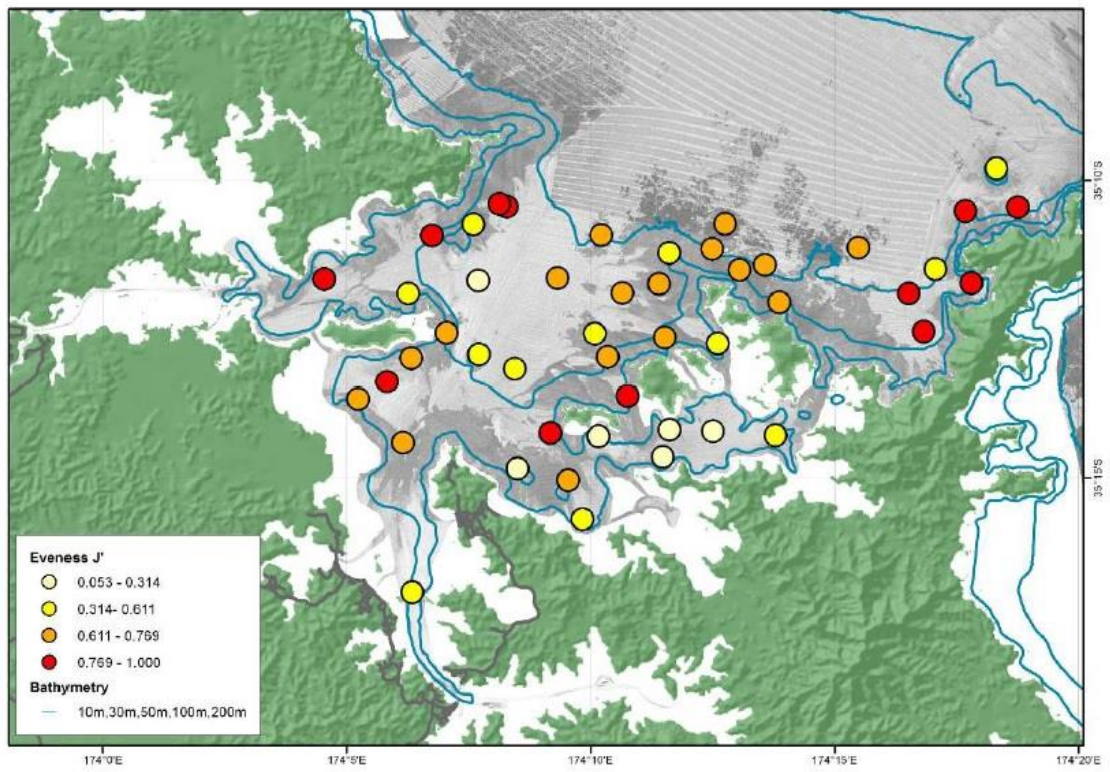 35°10'S
35°15'S
Eveness J'
0.053 - 0.314
0.314- 0.611
0.611 - 0.769
0.769 - 1.000
Bathymetry
10m,30m,50m,100m,200m
174°0'E
174°5'E
174°10'E
174°15'E
174°20'E